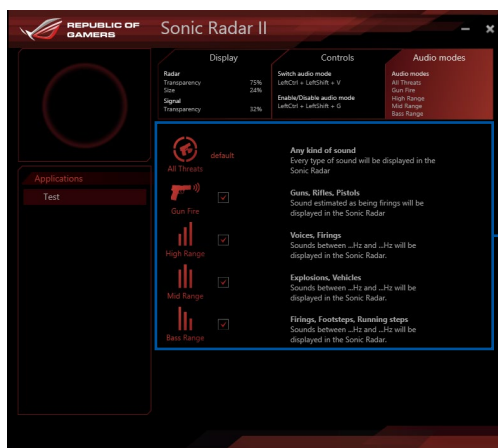 REPUBLIC OF
GAMERS
Sonic Radar II
Display
Controls
Audio modes
Radar
Transparency 75%
Size 24%
Signal
Transparency 32%
Switch audio mode
LeftCtrl + LeftShift + V
Enable/Disable audio mode
LeftCtrl + LeftShift + G
Audio modes
All Threats
Gun Fire
High Range
Mid Range
Bass Range
Applications
Test
All Threats
default
Any kind of sound
Every type of sound will be displayed in the
Sonic Radar
Gun Fire
Guns, Rifles, Pistols
Sound estimated as being firings will be
displayed in the Sonic Radar
High Range
Voices, Firings
Sounds between ...Hz and ...Hz will be
displayed in the Sonic Radar.
Mid Range
Explosions, Vehicles
Sounds between ...Hz and ...Hz will be
displayed in the Sonic Radar.
Bass Range
Firings, Footsteps, Running steps
Sounds between ...Hz and ...Hz will be
displayed in the Sonic Radar.